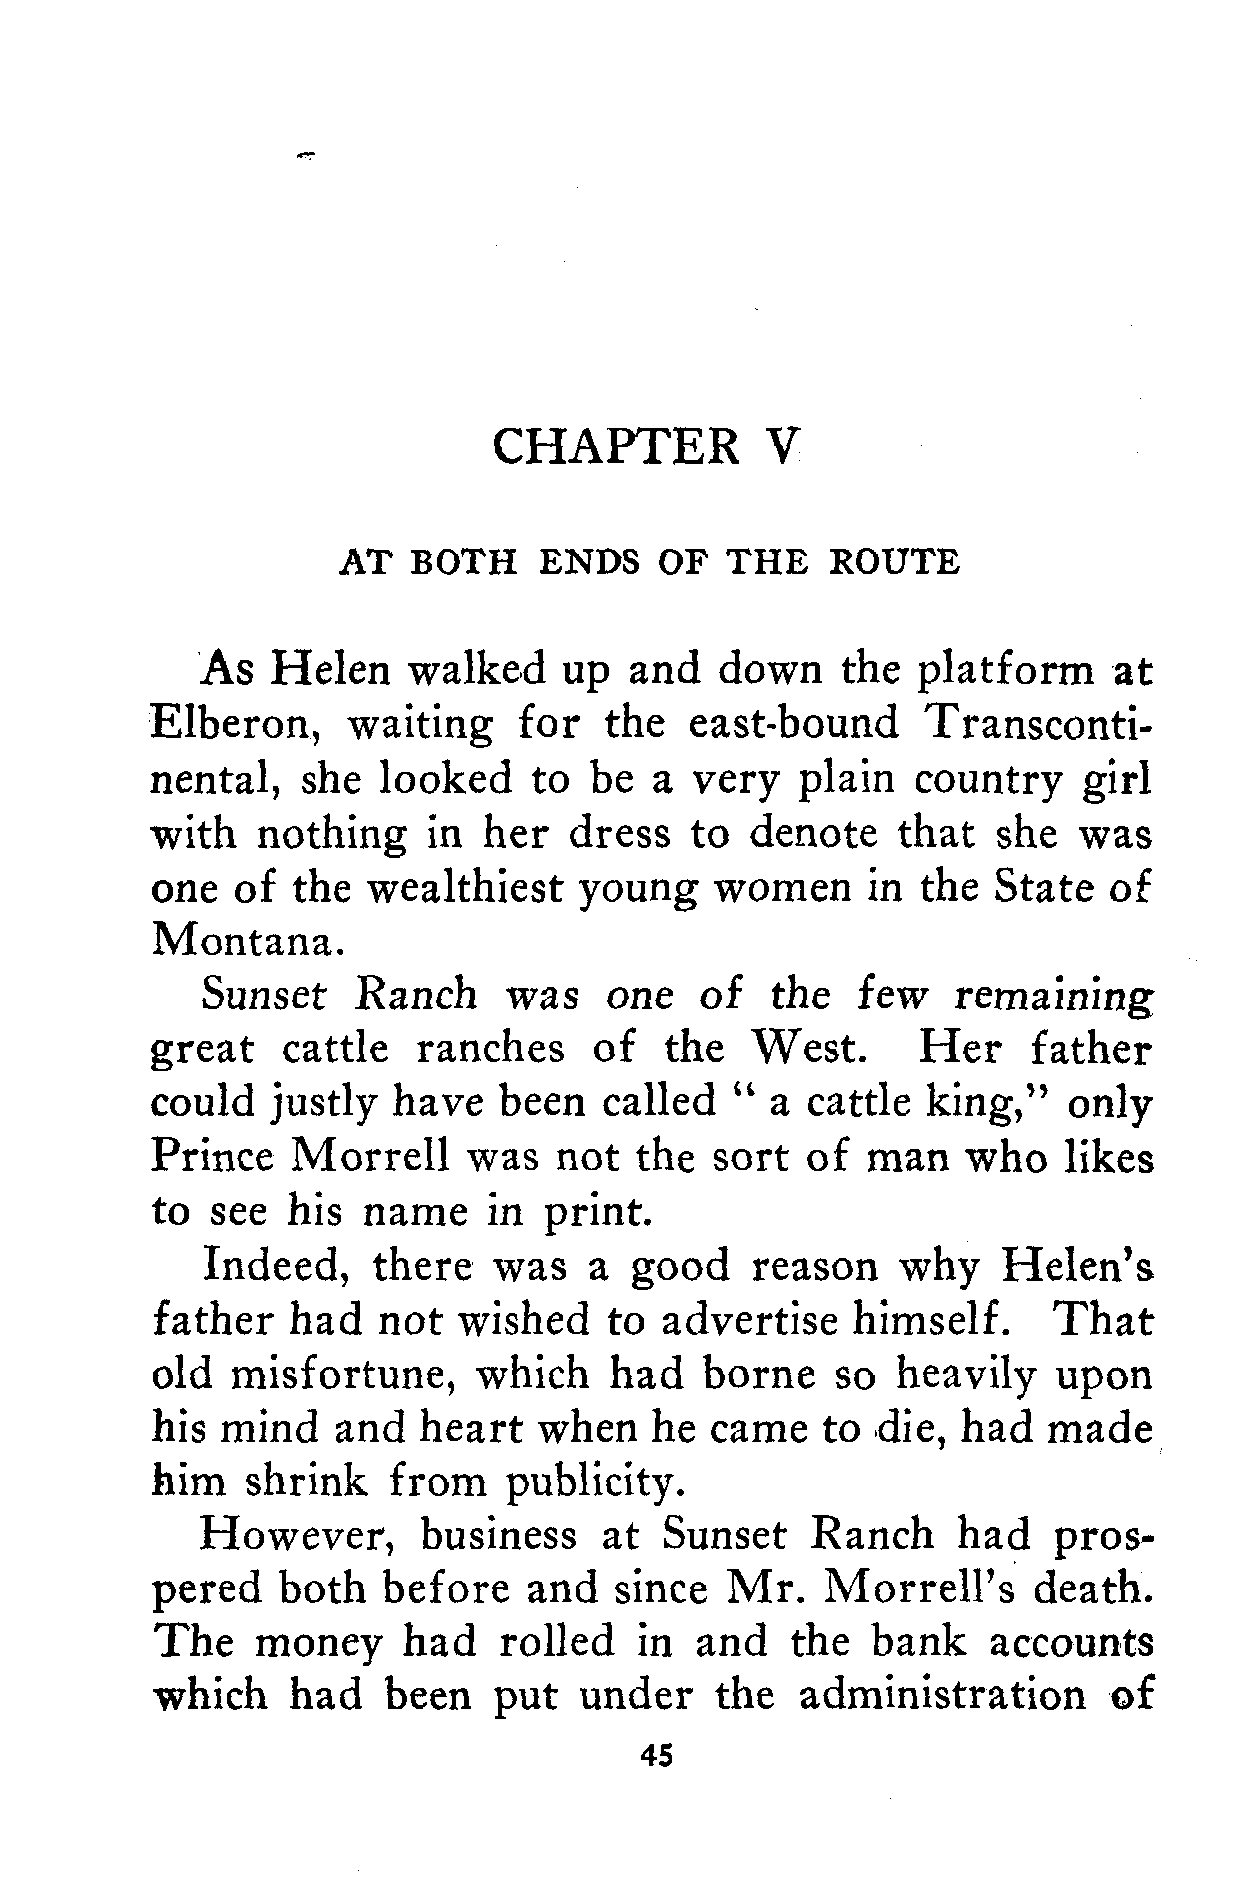 CHAPTER V
AT BOTH ENDS OF THE ROUTE
As Helen walked up and down the platform at
Elberon, waiting for the east-bound Transconti-
nental, she looked to be a very plain country girl
with nothing in her dress to denote that she was
one of the wealthiest young women in the State of
Montana.
Sunset Ranch was one of the few remaining
great cattle ranches of the West. Her father
could justly have been called “ a cattle king,” only
Prince Morrell was not the sort of man who likes
to see his name in print.
Indeed, there was a good reason why Helen’s
father had not wished to advertise himself. That
old misfortune, which had borne so heavily upon
his mind and heart when he came to die, had made
him shrink from publicity.
However, business at Sunset Ranch had pros-
pered both before and since Mr. Morrell’s death.
The money had rolled in and the bank accounts
which had been put under the administration of
45